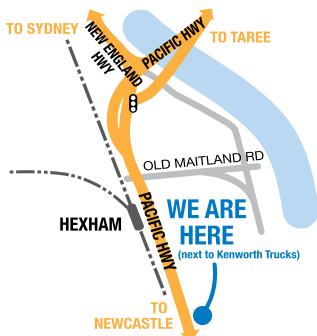 TO SYDNEY
NEW ENGLAND
HWY
PACIFIC HWY
TO TAREE
OLD MAITLAND RD
PACIFIC HWY
HEXHAM
WE ARE
HERE
(next to Kenworth Trucks)
TO
NEWCASTLE